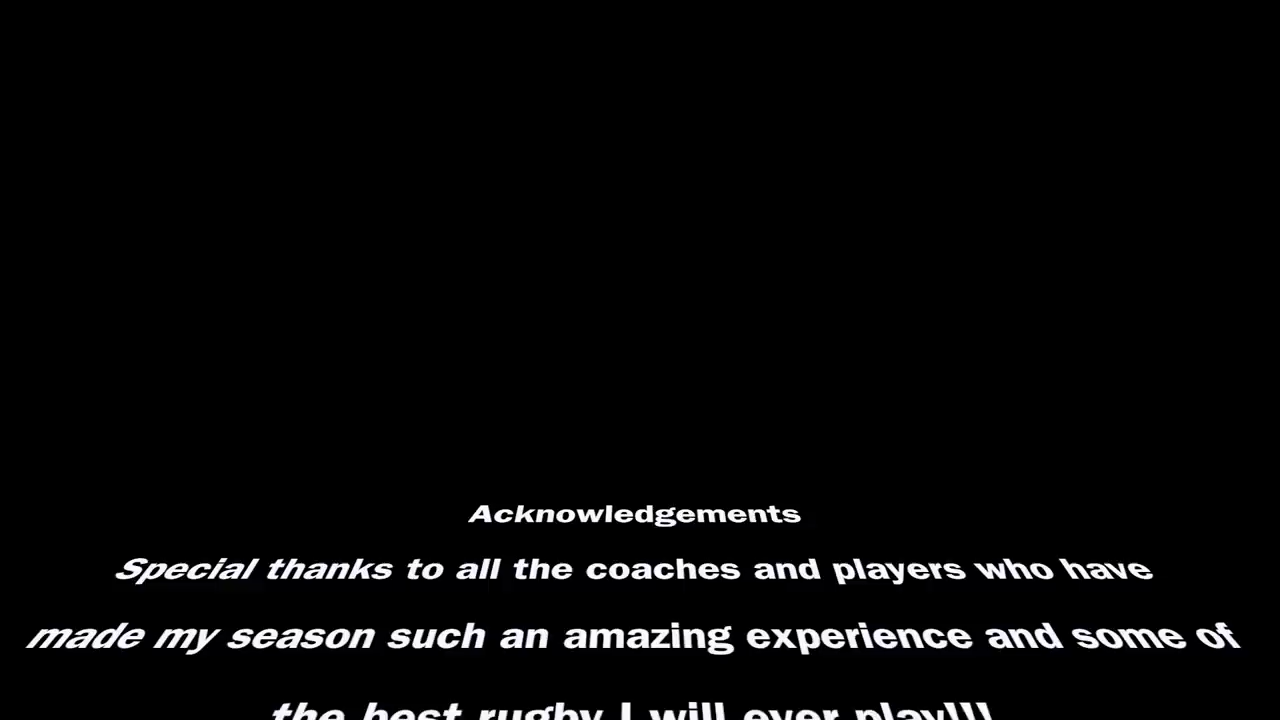 Acknowledgements
Special thanks to all the coaches and players who have
made my season such an amazing experience and some of
the best rugby I will ever play!!!